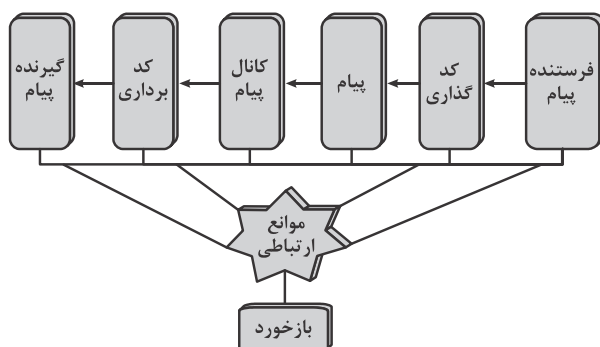 فرستنده
پیام
کد
گذاری
پیام
کانال
پیام
کد
برداری
گیرنده
پیام
موانع
ارتباطی
بازخورد